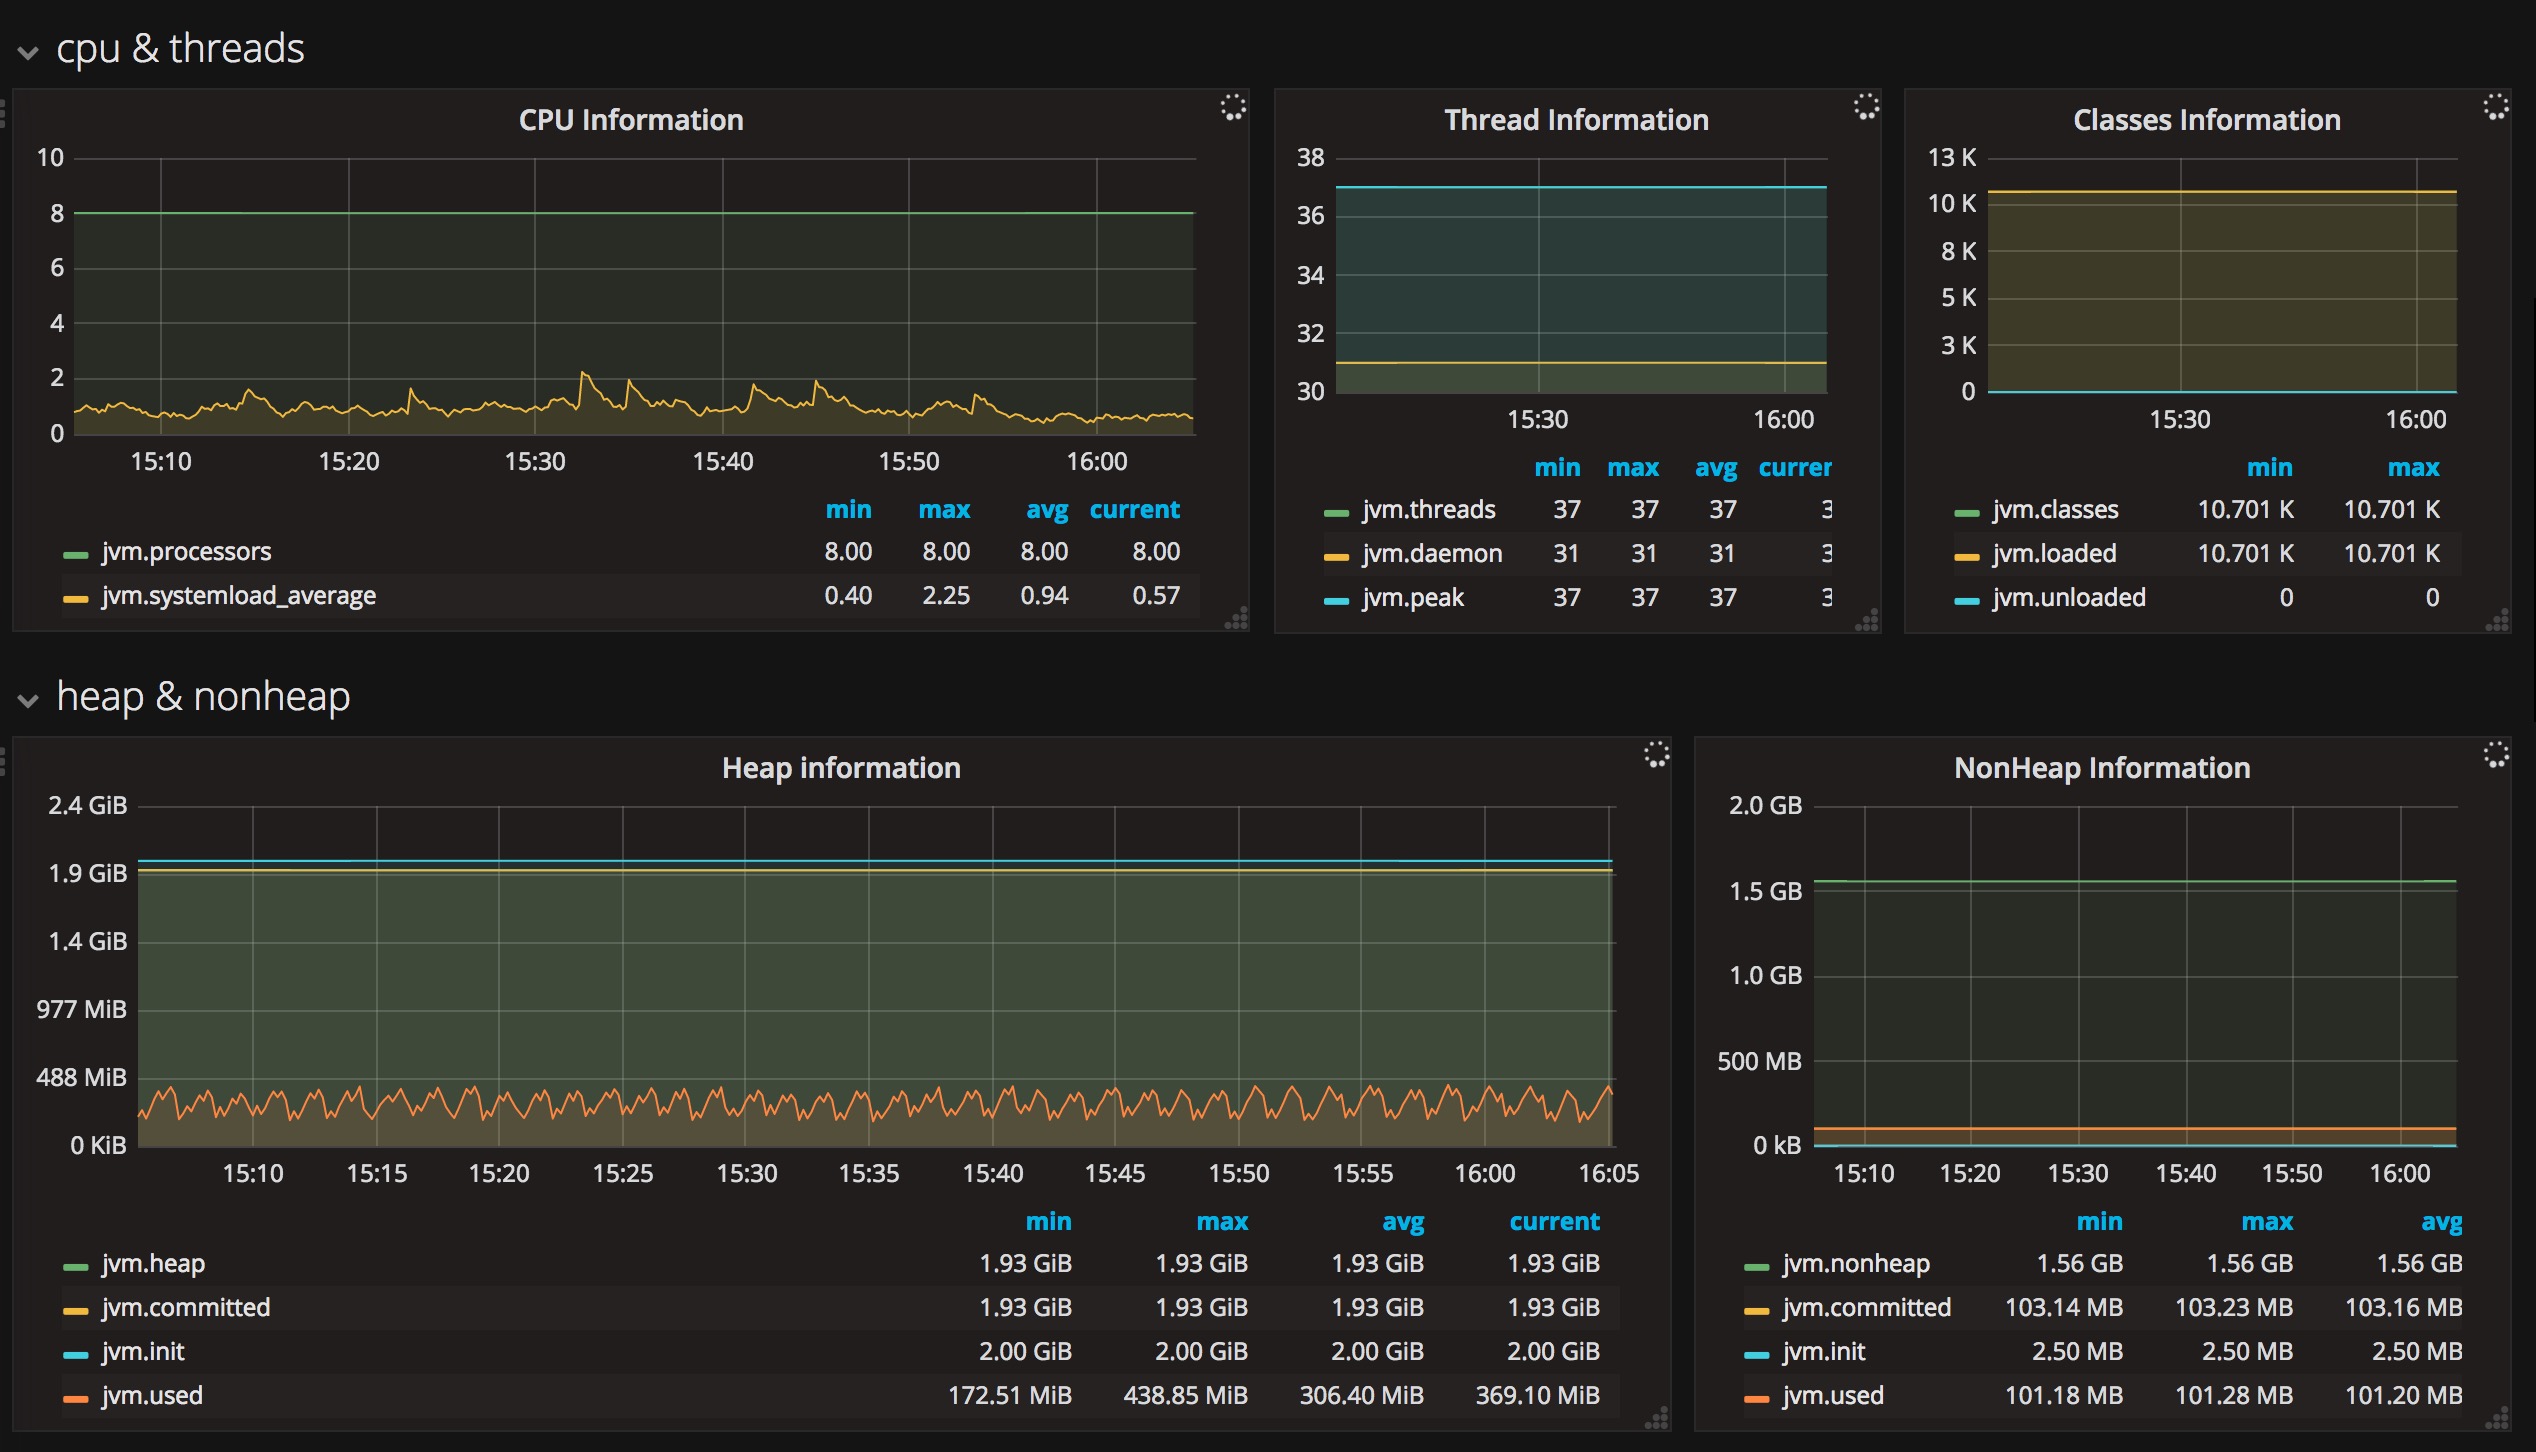 cpu & threads
CPU Information
10
8
6
4
2
0
15:10 15:20 15:30 15:40 15:50 16:00
min max avg current
jvm.processors 8.00 8.00 8.00 8.00
jvm.systemload_average 0.40 2.25 0.94 0.57
Thread Information
38
36
34
32
30
15:30 16:00
min max avg currer
jvm.threads 37 37 37 3
jvm.daemon 31 31 31 3
jvm.peak 37 37 37 3
Classes Information
13 K
10 K
8 K
5 K
3 K
0
15:30 16:00
min max
jvm.classes 10.701 K 10.701 K
jvm.loaded 10.701 K 10.701 K
jvm.unloaded 0 0
heap & nonheap
Heap information
2.4 GiB
1.9 GiB
1.4 GiB
977 MiB
488 MiB
0 KiB
15:10 15:15 15:20 15:25 15:30 15:35 15:40 15:45 15:50 15:55 16:00 16:05
min max avg current
jvm.heap 1.93 GiB 1.93 GiB 1.93 GiB 1.93 GiB
jvm.committed 1.93 GiB 1.93 GiB 1.93 GiB 1.93 GiB
jvm.init 2.00 GiB 2.00 GiB 2.00 GiB 2.00 GiB
jvm.used 172.51 MiB 438.85 MiB 306.40 MiB 369.10 MiB
NonHeap Information
2.0 GB
1.5 GB
1.0 GB
500 MB
0 kB
15:10 15:20 15:30 15:40 15:50 16:00
min max avg
jvm.nonheap 1.56 GB 1.56 GB 1.56 GB
jvm.committed 103.14 MB 103.23 MB 103.16 MB
jvm.init 2.50 MB 2.50 MB 2.50 MB
jvm.used 101.18 MB 101.28 MB 101.20 MB